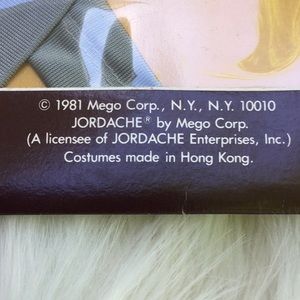 © 1981 Mego Corp., N.Y., N.Y. 10010
JORDACHE® by Mego Corp.
(A licensee of JORDACHE Enterprises, Inc.)
Costumes made in Hong Kong.